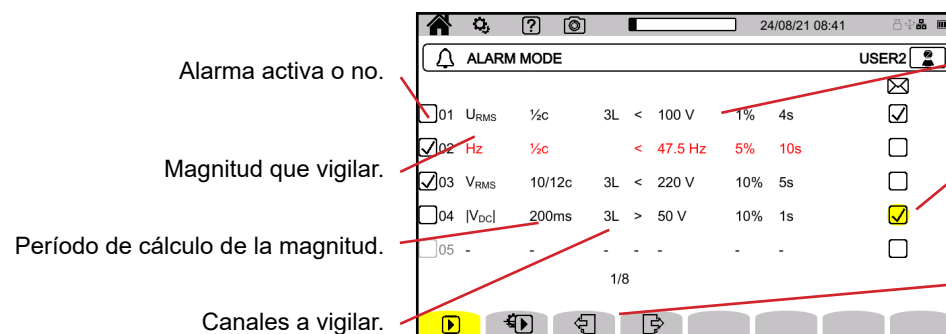 24/08/21 08:41
ALARM MODE
USER2
Alarma activa o no.
01 URMS ½c 3L < 100 V 1% 4s
02 Hz ½c < 47.5 Hz 5% 10s
Magnitud que vigilar.
03 VRMS 10/12c 3L < 220 V 10% 5s
04 |VDC| 200ms 3L > 50 V 10% 1s
Período de cálculo de la magnitud.
05 - - - - - - -
1/8
Canales a vigilar.